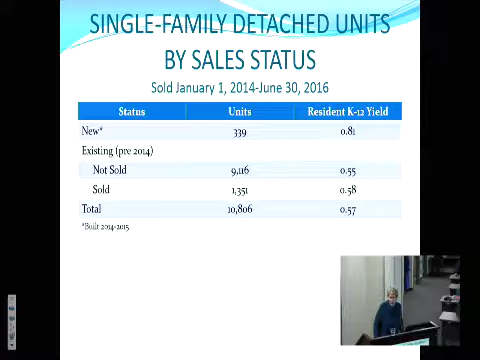 SINGLE-FAMILY DETACHED UNITS
BY SALES STATUS
Sold January 1, 2014-June 30, 2016
Status Units Resident K-12 Yield
New* 339 0.81
Existing (pre 2014)
Not Sold 9,116 0.55
Sold 1,351 0.58
Total 10,806 0.57
*Built 2014-2015